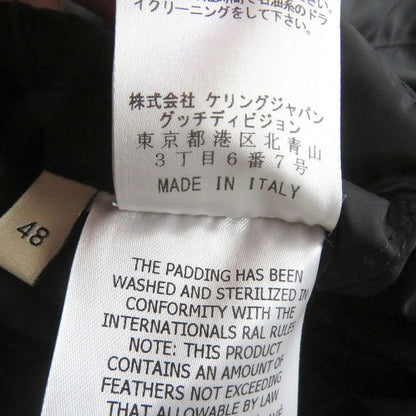 イクリーニングをしてください。
株式会社 ケリングジャパン
グッチディビジョン
東京都港区北青山
3丁目6番7号
MADE IN ITALY
48
THE PADDING HAS BEEN
WASHED AND STERILIZED IN
CONFORMITY WITH THE
INTERNATIONALS RAL RULES
NOTE: THIS PRODUCT
CONTAINS AN AMOUNT OF
FEATHERS NOT EXCEEDING
THAT ALLOWABLE BY LAW